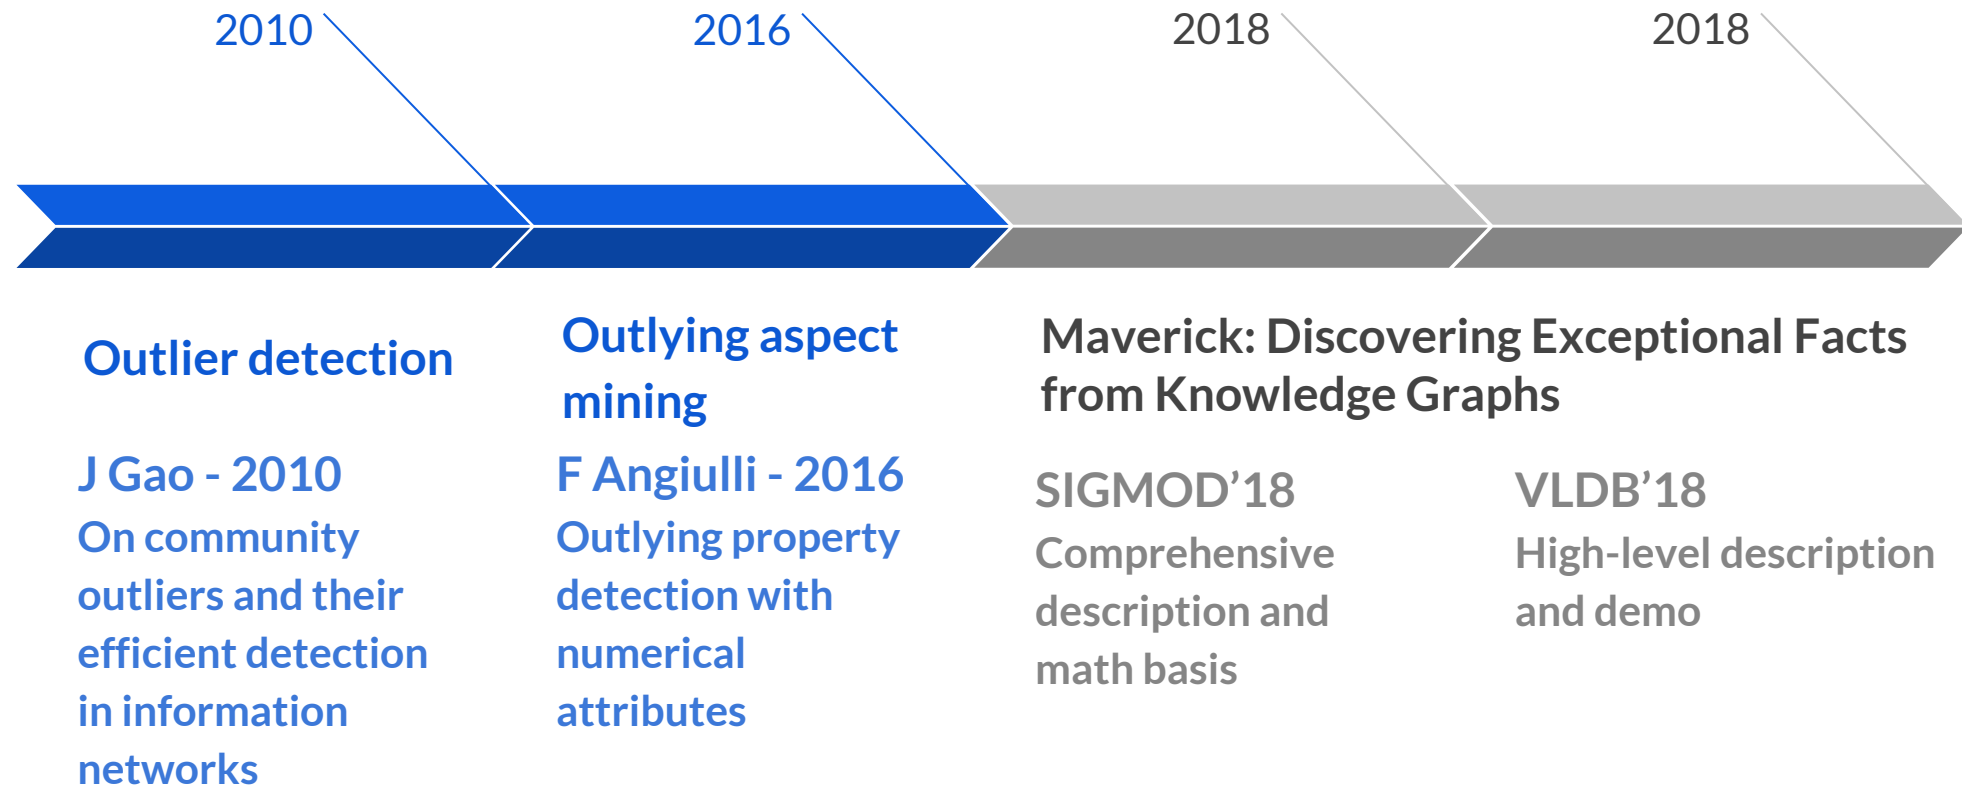 2010
2016
2018
2018
Outlier detection
J Gao - 2010
On community
outliers and their
efficient detection
in information
networks
Outlying aspect
mining
F Angiulli - 2016
Outlying property
detection with
numerical
attributes
Maverick: Discovering Exceptional Facts
from Knowledge Graphs
SIGMOD’18
Comprehensive
description and
math basis
VLDB’18
High-level description
and demo